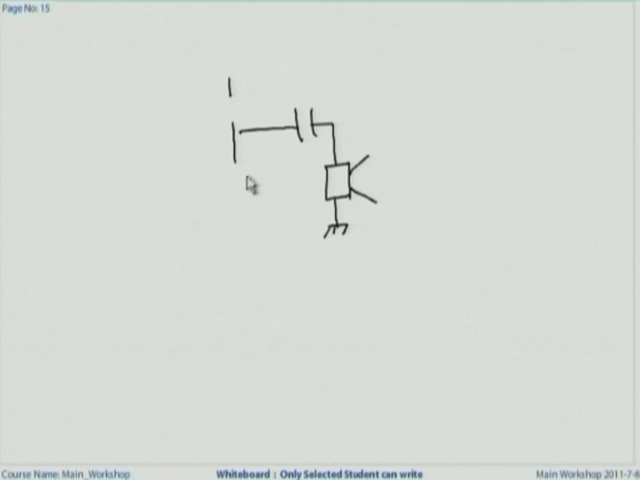 Page No: 15
Course Name: Main_Workshop
Whiteboard : Only Selected Student can write
Main Workshop 2011-7-8